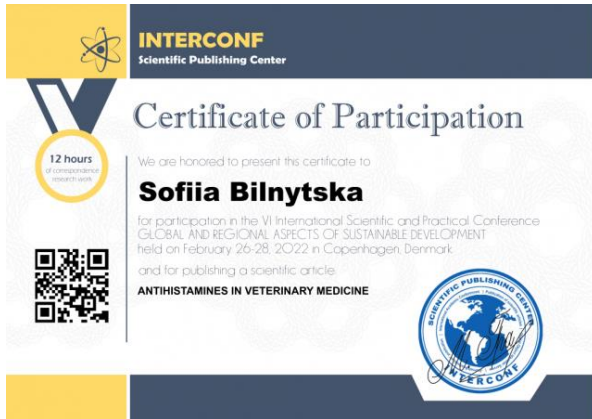 INTERCONF
Scientific Publishing Center
Certificate of Participation
12 hours
of correspondence
research work
We are honored to present this certificate to
Sofiia Bilnytska
for participation in the VI International Scientific and Practical Conference
GLOBAL AND REGIONAL ASPECTS OF SUSTAINABLE DEVELOPMENT
held on February 26-28, 2022 in Copenhagen, Denmark
and for publishing a scientific article:
ANTIHISTAMINES IN VETERINARY MEDICINE
SCIENTIFIC PUBLISHING CENTER
INTERCONF